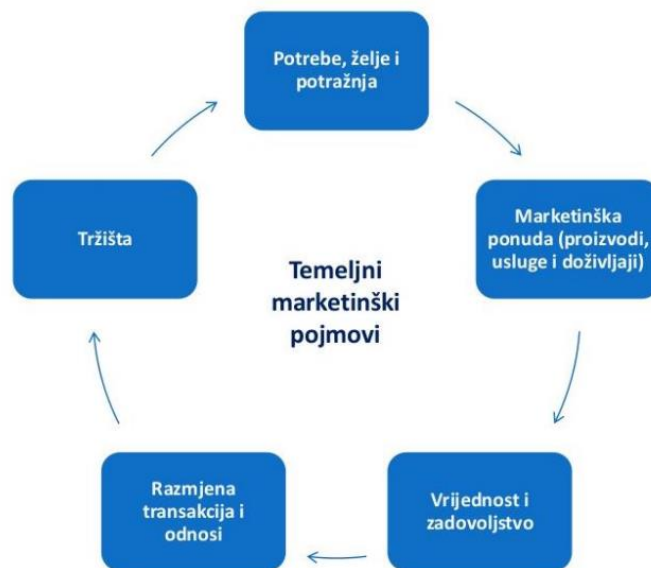 Potrebe, želje i
potražnja
Marketinška
ponuda (proizvodi,
usluge i doživljaji)
Vrijednost i
zadovoljstvo
Razmjena
transakcija i
odnosi
Tržišta
Temeljni
marketinški
pojmovi